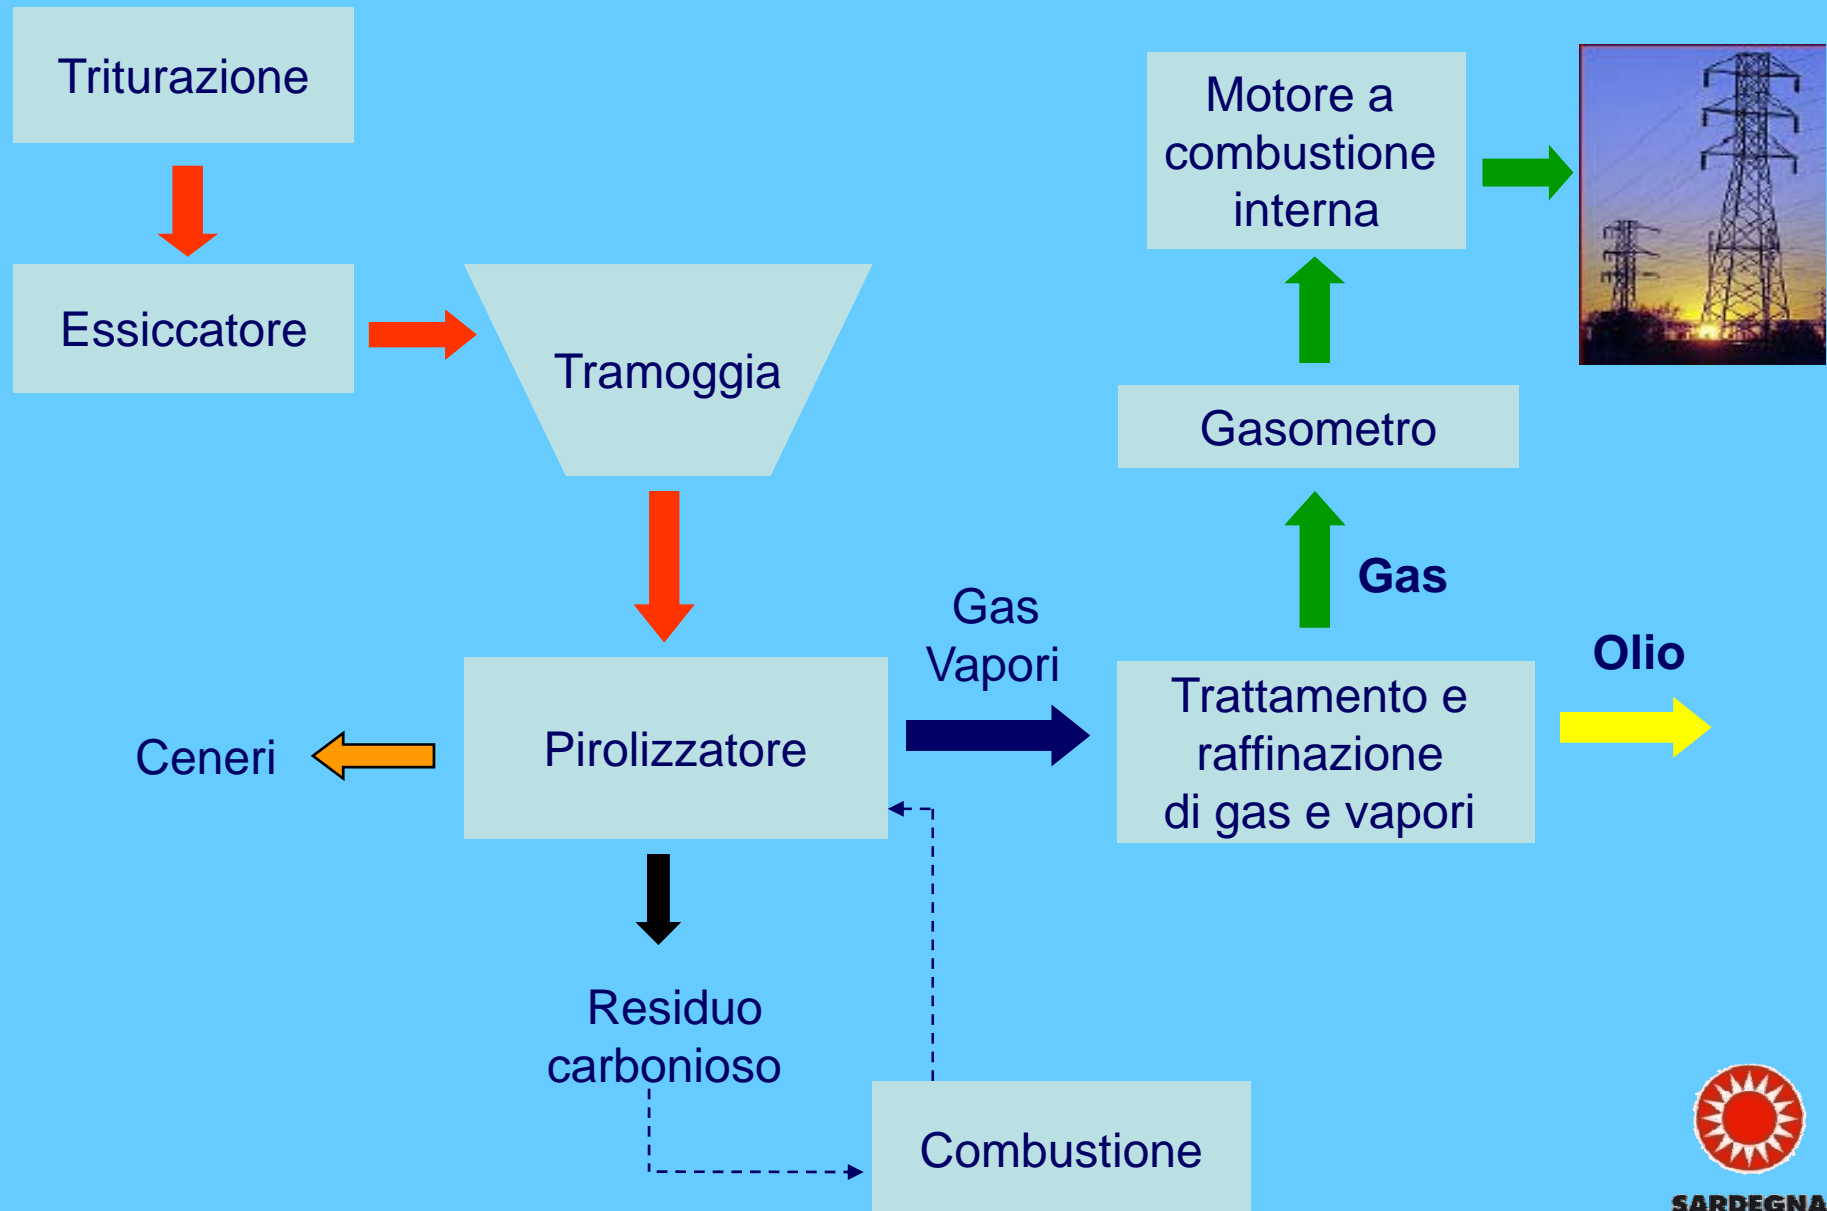 Triturazione
Essiccatore
Tramoggia
Pirolizzatore
Ceneri
Residuo
carbonioso
Combustione
Gas
Vapori
Trattamento e
raffinazione
di gas e vapori
Olio
Gas
Gasometro
Motore a
combustione
interna
SARDEGNA